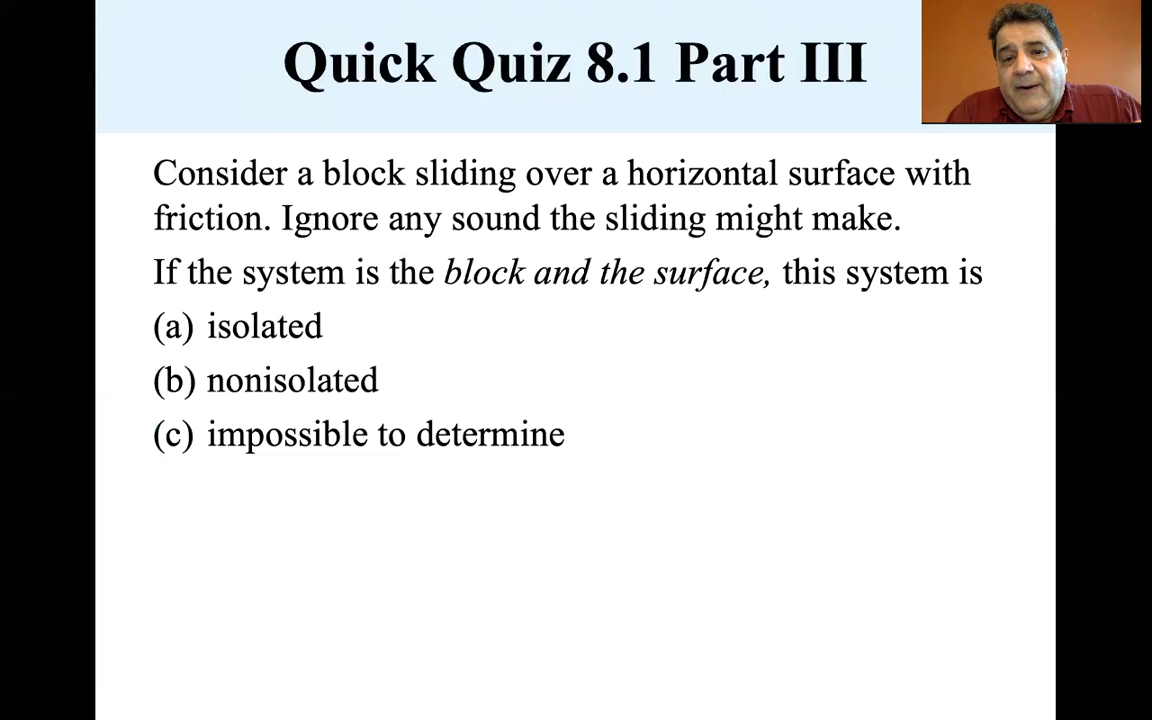 Quick Quiz 8.1 Part III
Consider a block sliding over a horizontal surface with
friction. Ignore any sound the sliding might make.
If the system is the block and the surface, this system is
(a) isolated
(b) nonisolated
(c) impossible to determine